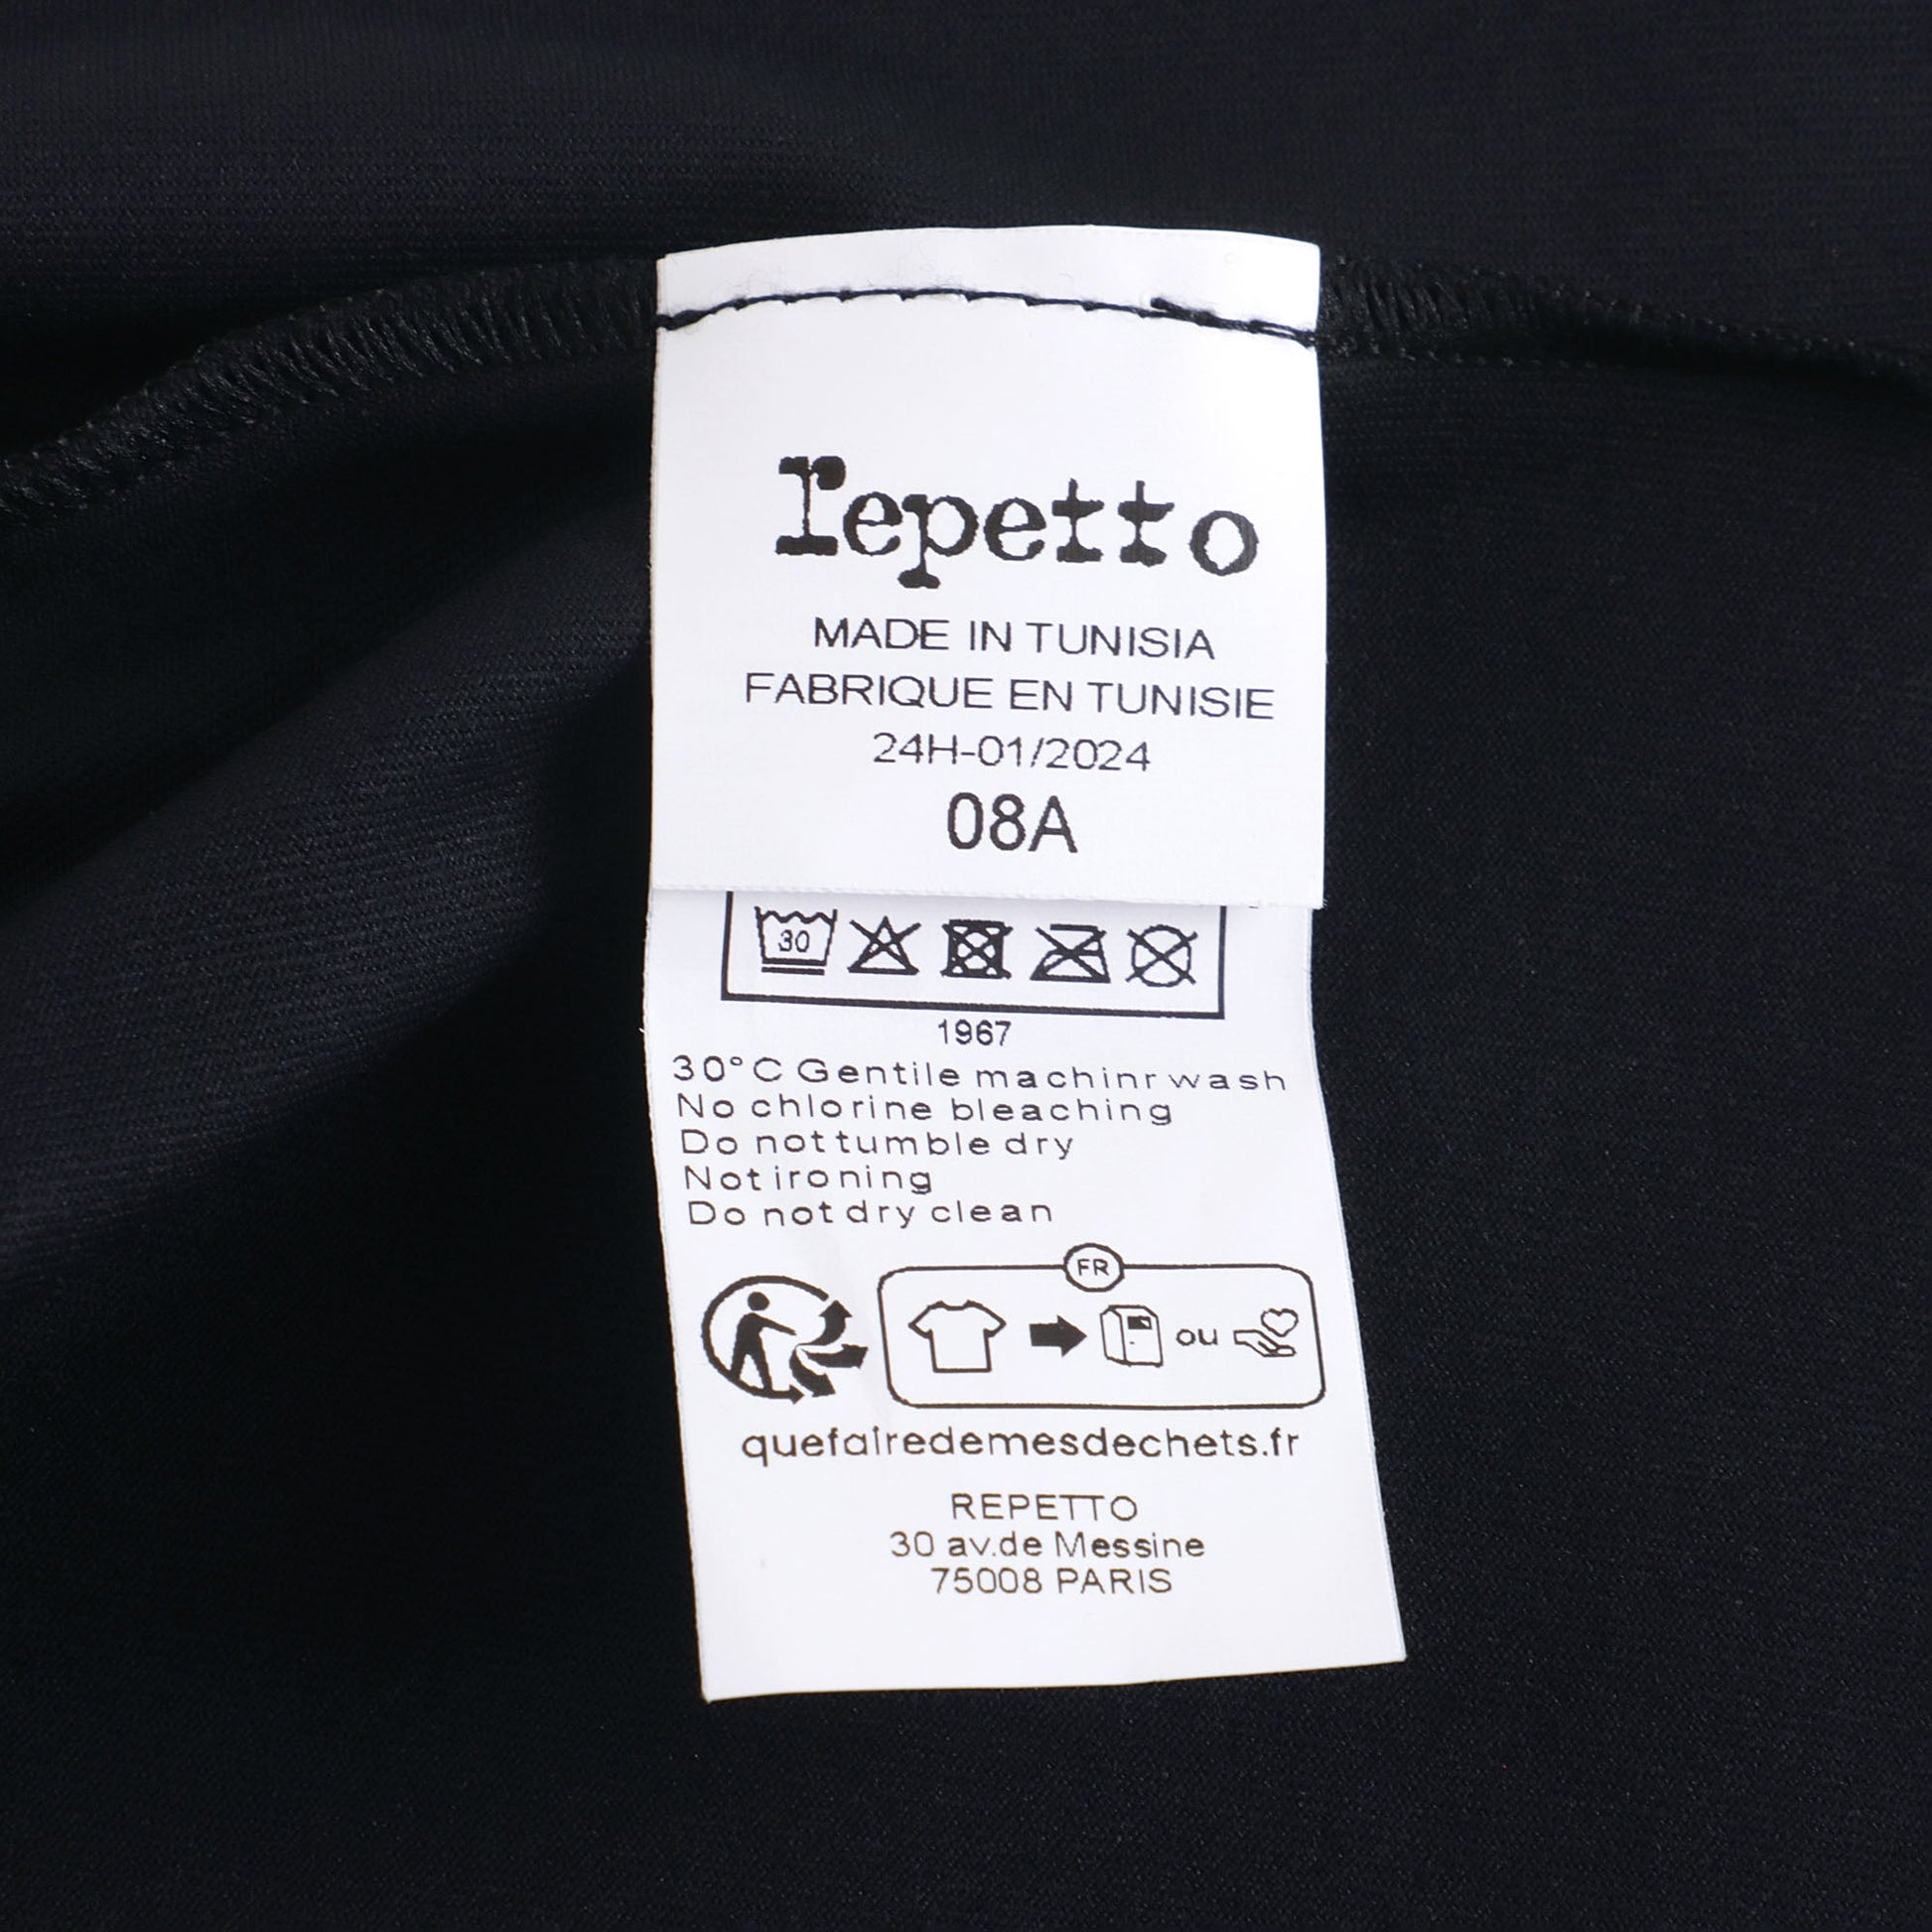 repetto
MADE IN TUNISIA
FABRIQUE EN TUNISIE
24H-01/2024
08A
30
1967
30°C Gentile machinr wash
No chlorine bleaching
Do not tumble dry
Not ironing
Do not dry clean
FR
ou
quefairedemesdechets.fr
REPETTO
30 av.de Messine
75008 PARIS